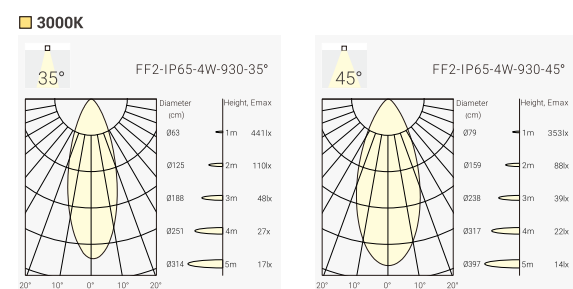 3000K
35°
FF2-IP65-4W-930-35°
Diameter
(cm)
Height, Emax
Ø63 1m 441lx
Ø125 2m 110lx
Ø188 3m 48lx
Ø251 4m 27x
Ø314 5m 17lx
20° 10° 0° 10° 20°
45°
FF2-IP65-4W-930-45°
Diameter
(cm)
Height, Emax
Ø79 1m 353lx
Ø159 2m 88lx
Ø238 3m 39lx
Ø317 4m 22lx
Ø397 5m 14lx
20° 10° 0° 10° 20°